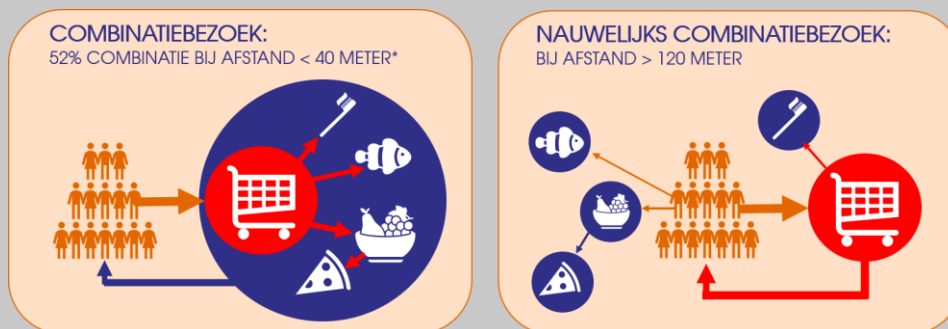 COMBINATIEBEZOEK:
52% COMBINATIE BIJ AFSTAND < 40 METER*
NAUWELIJKS COMBINATIEBEZOEK:
BIJ AFSTAND > 120 METER